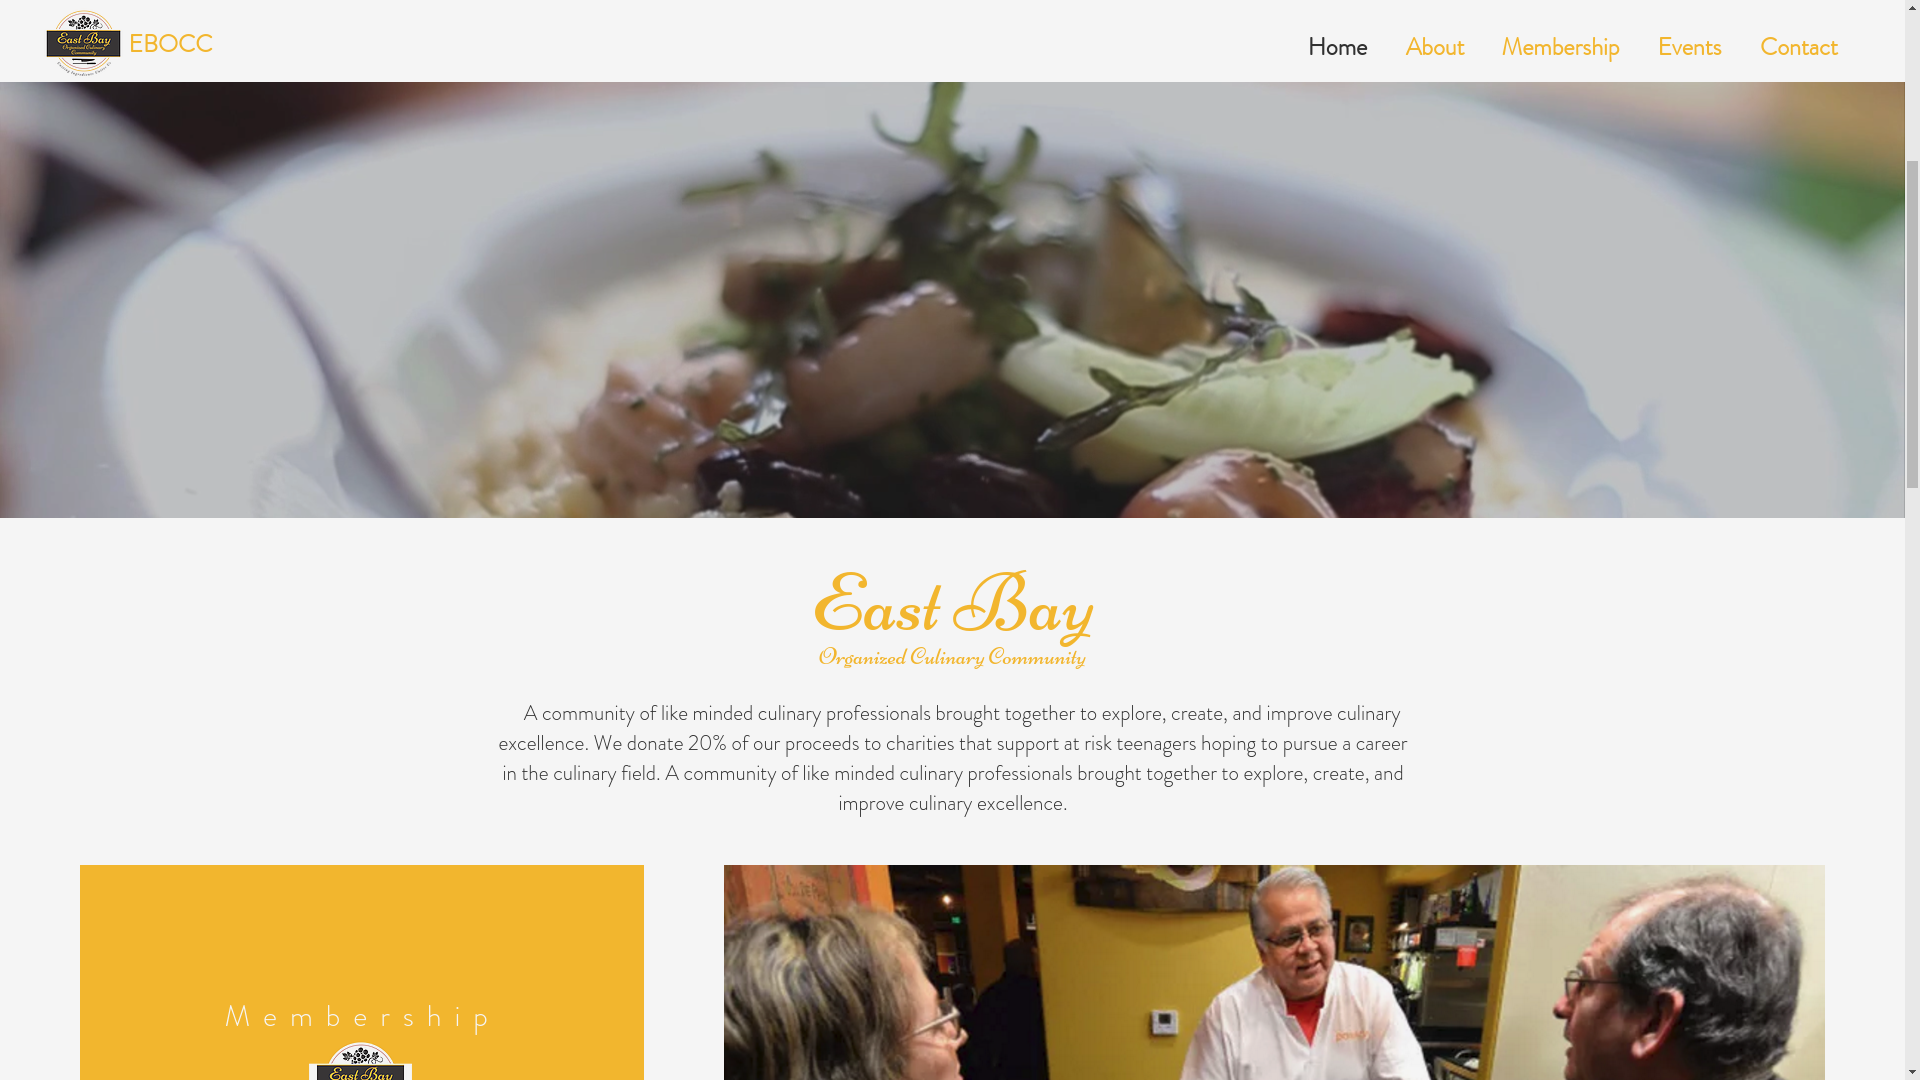 East Bay
Organized Culinary
Community
EBOCC
Home About Membership Events Contact
East Bay
Organized Culinary Community
A community of like minded culinary professionals brought together to explore, create, and improve culinary
excellence. We donate 20% of our proceeds to charities that support at risk teenagers hoping to pursue a career
in the culinary field. A community of like minded culinary professionals brought together to explore, create, and
improve culinary excellence.
Membership
East Bay